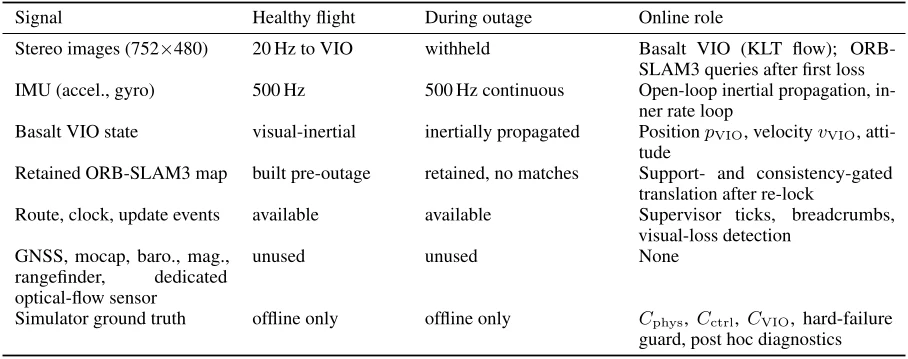 Signal Healthy flight During outage Online role
Stereo images (752×480) 20 Hz to VIO withheld Basalt VIO (KLT flow); ORB-
SLAM3 queries after first loss
IMU (accel., gyro) 500 Hz 500 Hz continuous Open-loop inertial propagation, in-
ner rate loop
Basalt VIO state visual-inertial inertially propagated Position p_VIO, velocity v_VIO, atti-
tude
Retained ORB-SLAM3 map built pre-outage retained, no matches Support- and consistency-gated
translation after re-lock
Route, clock, update events available available Supervisor ticks, breadcrumbs,
visual-loss detection
GNSS, mocap, baro., mag., unused unused None
rangefinder, dedicated
optical-flow sensor
Simulator ground truth offline only offline only C_phys, C_ctrl, C_VIO, hard-failure
guard, post hoc diagnostics